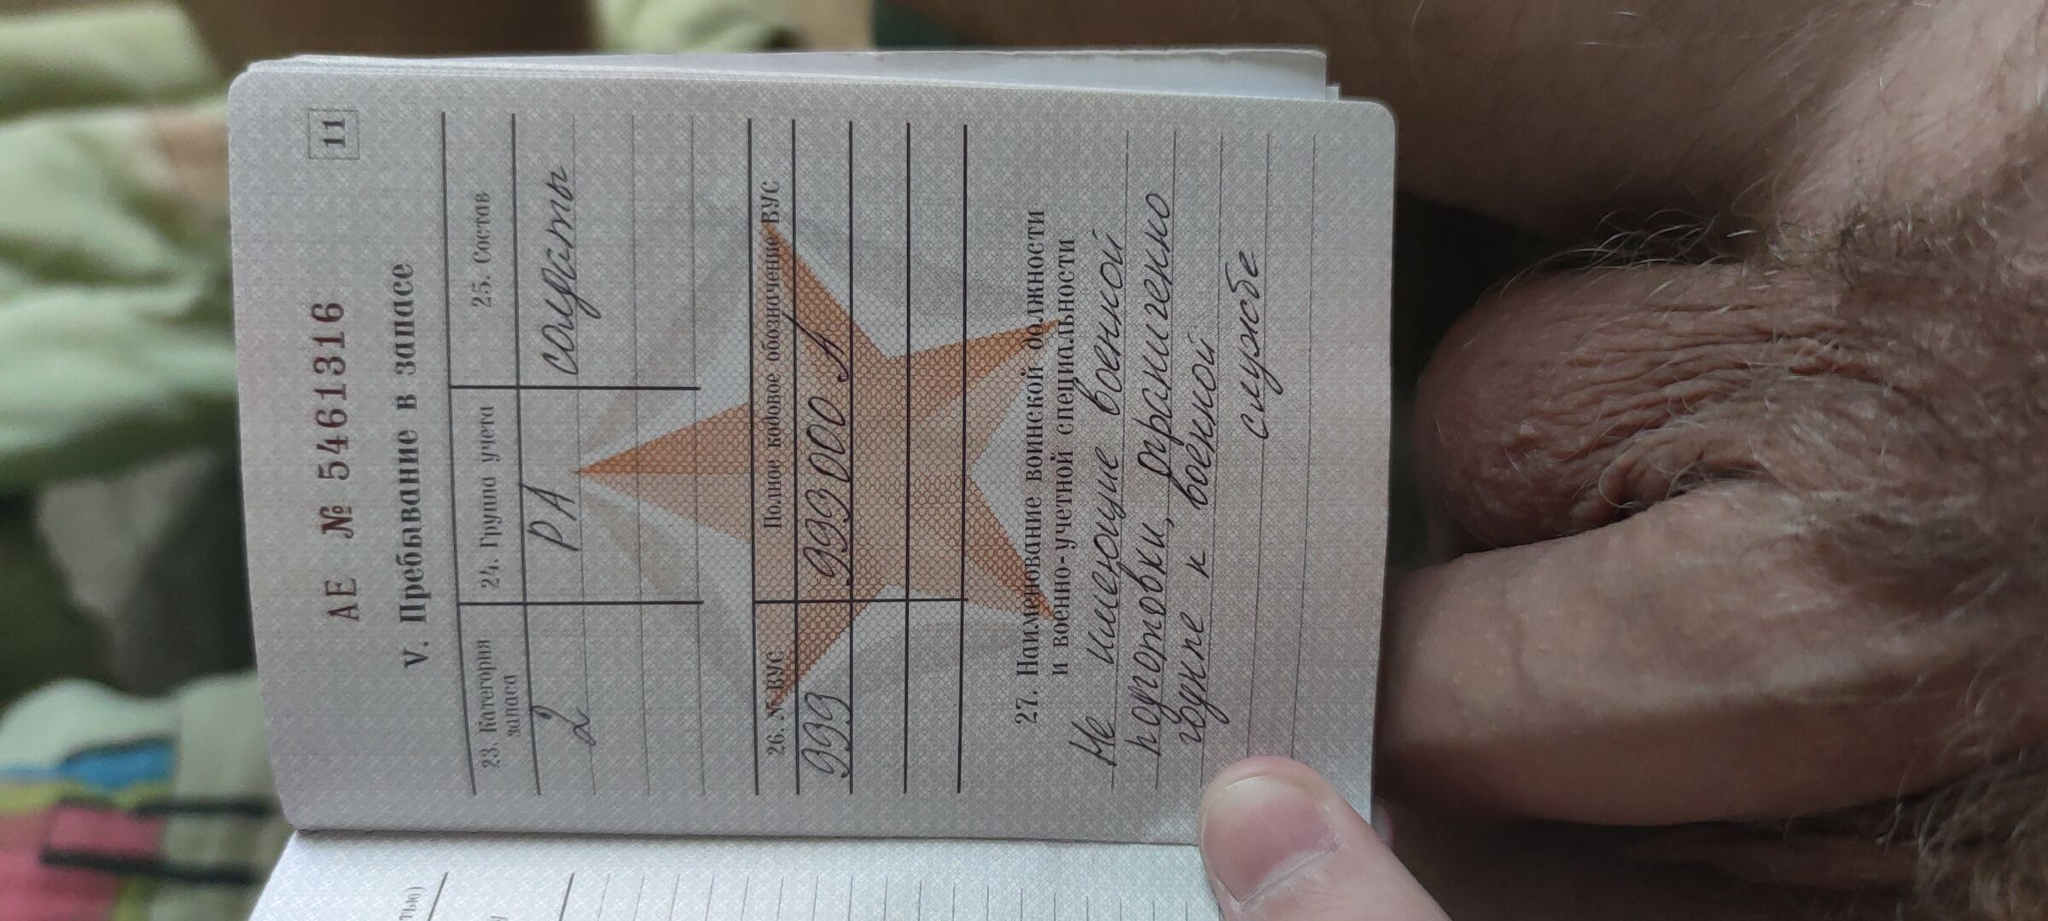 АЕ № 5461316
11
V. Пребывание в запасе
23. Категория запаса
24. Группа учета
25. Состав
2
РА
солдаты
26. № ВУС
Полное кодовое обозначение ВУС
999
999000 А
27. Наименование воинской должности
и военно-учетной специальности
Не имеющие военной
подготовки, ограниченно
годные к военной
службе